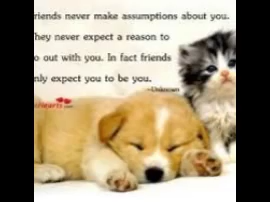 riends never make assumptions about you.
hey never expect a reason to
o out with you. In fact friends
nly expect you to be you.
~Unknown